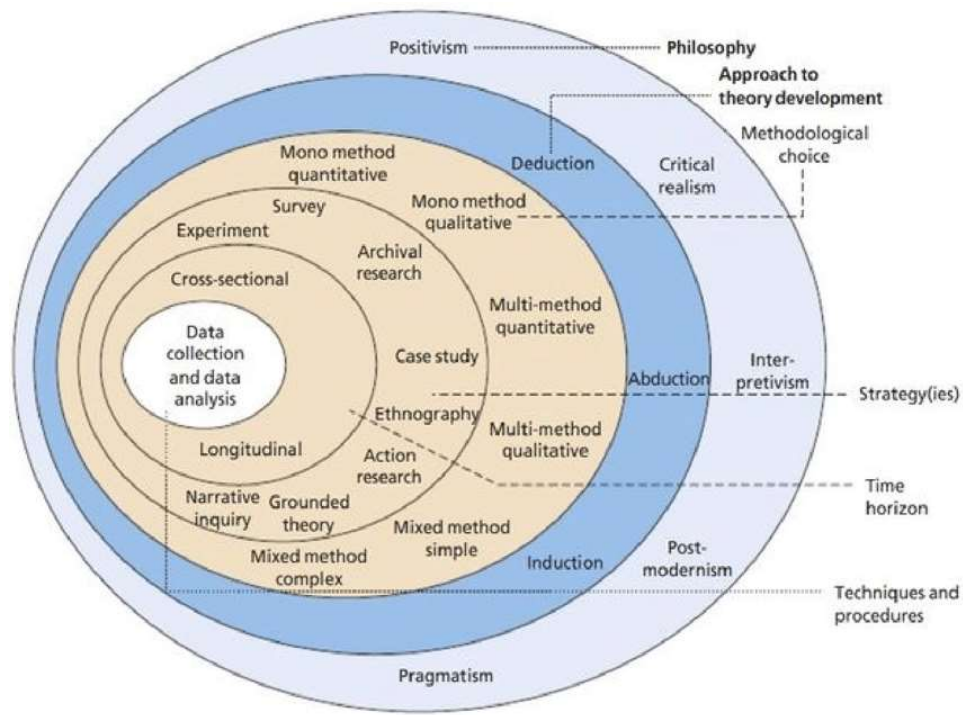 Positivism
Philosophy
Approach to
theory development
Methodological
choice
Mono method
quantitative
Deduction
Critical
realism
Mono method
qualitative
Survey
Experiment
Archival
research
Cross-sectional
Multi-method
quantitative
Data
collection
and data
analysis
Case study
Abduction
Inter-
pretivism
Strategy(ies)
Ethnography
Multi-method
qualitative
Longitudinal
Action
research
Time
horizon
Narrative
inquiry
Grounded
theory
Mixed method
simple
Mixed method
complex
Induction
Post-
modernism
Techniques and
procedures
Pragmatism